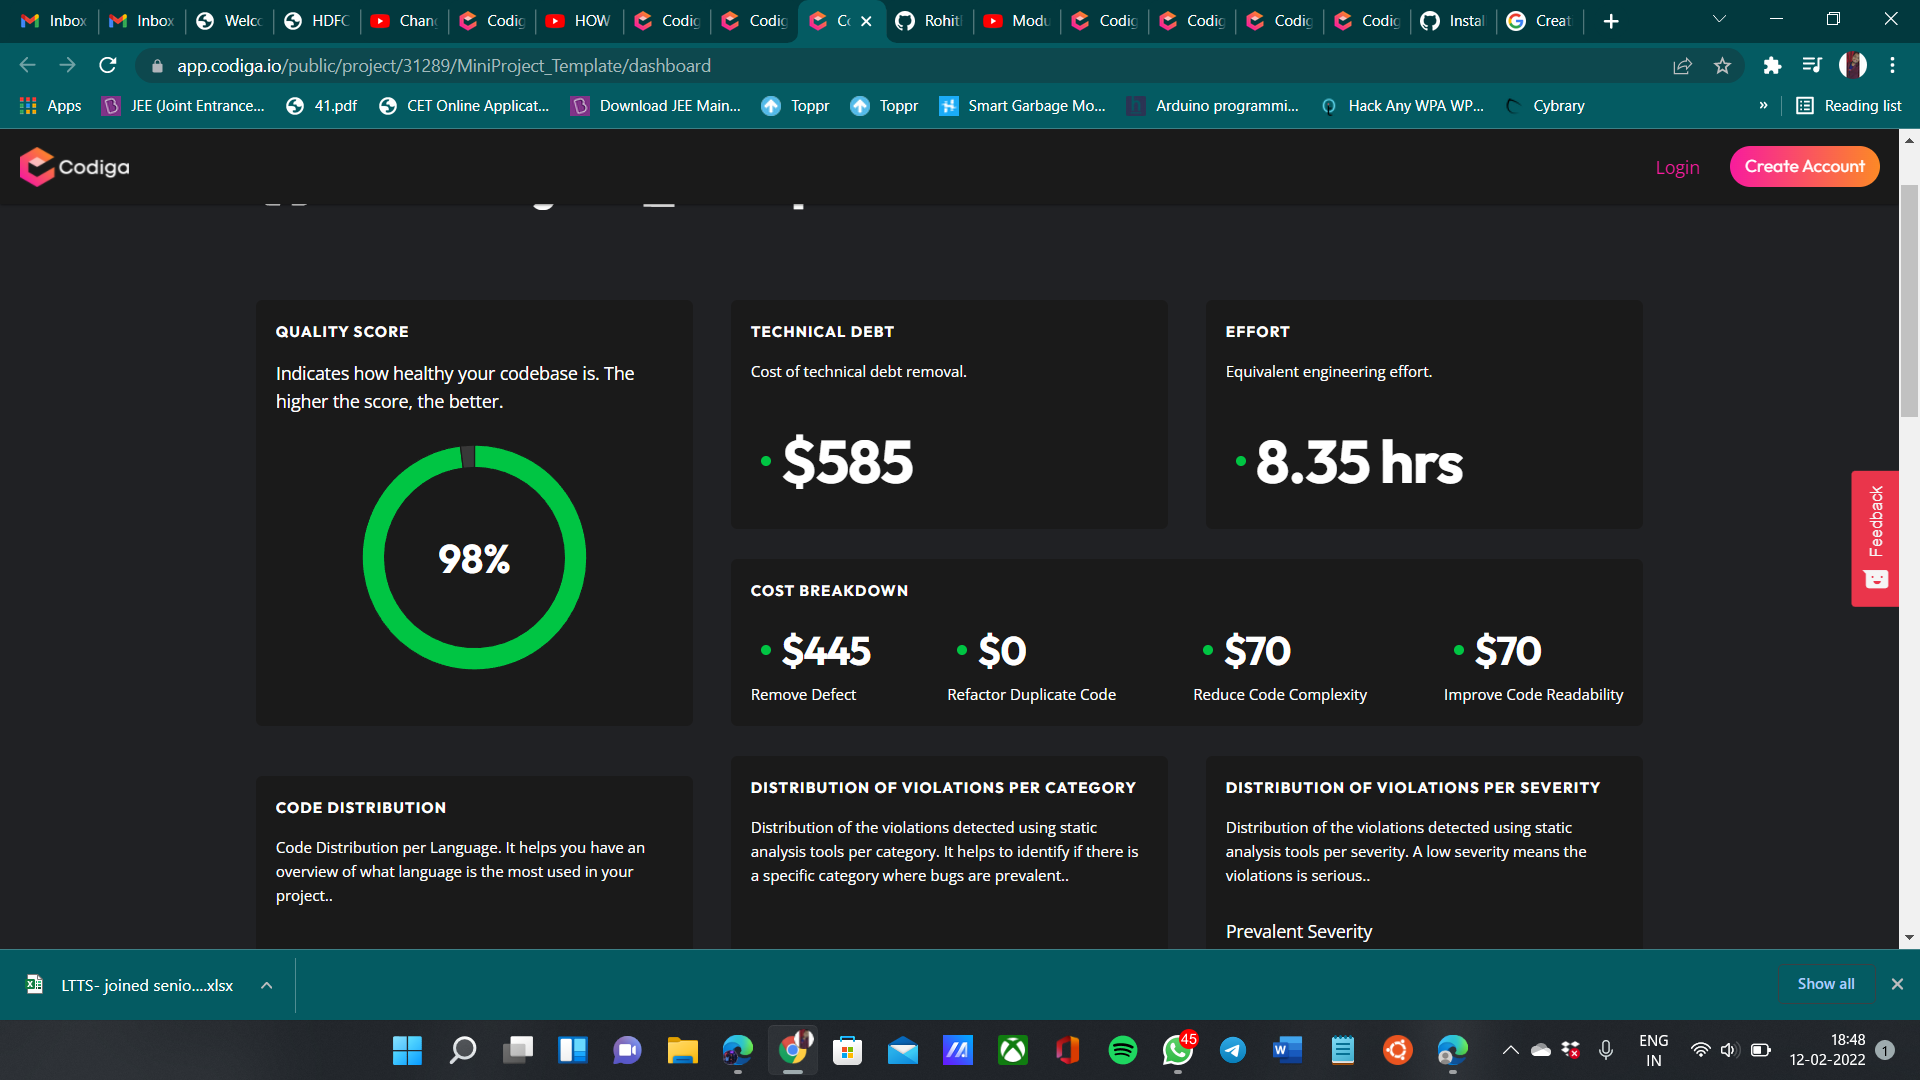 Inbox
Inbox
Welc
HDFC
Chan
Codig
HOW
Codig
Codig
Rohit
Modu
Codig
Codig
Codig
Codig
Instal
Creat
app.codiga.io/public/project/31289/MiniProject_Template/dashboard
Apps
JEE (Joint Entrance...
41.pdf
CET Online Applicat...
Download JEE Main...
Toppr
Toppr
Smart Garbage Mo...
Arduino programmi...
Hack Any WPA WP...
Cybrary
»
Reading list
Codiga
Login
Create Account
QUALITY SCORE
Indicates how healthy your codebase is. The
higher the score, the better.
98%
TECHNICAL DEBT
Cost of technical debt removal.
$585
EFFORT
Equivalent engineering effort.
8.35 hrs
COST BREAKDOWN
$445
Remove Defect
$0
Refactor Duplicate Code
$70
Reduce Code Complexity
$70
Improve Code Readability
CODE DISTRIBUTION
Code Distribution per Language. It helps you have an
overview of what language is the most used in your
project..
DISTRIBUTION OF VIOLATIONS PER CATEGORY
Distribution of the violations detected using static
analysis tools per category. It helps to identify if there is
a specific category where bugs are prevalent..
DISTRIBUTION OF VIOLATIONS PER SEVERITY
Distribution of the violations detected using static
analysis tools per severity. A low severity means the
violations is serious..
Prevalent Severity
Feedback
LTTS- joined senio....xlsx
Show all
45
ENG
IN
18:48
12-02-2022
1